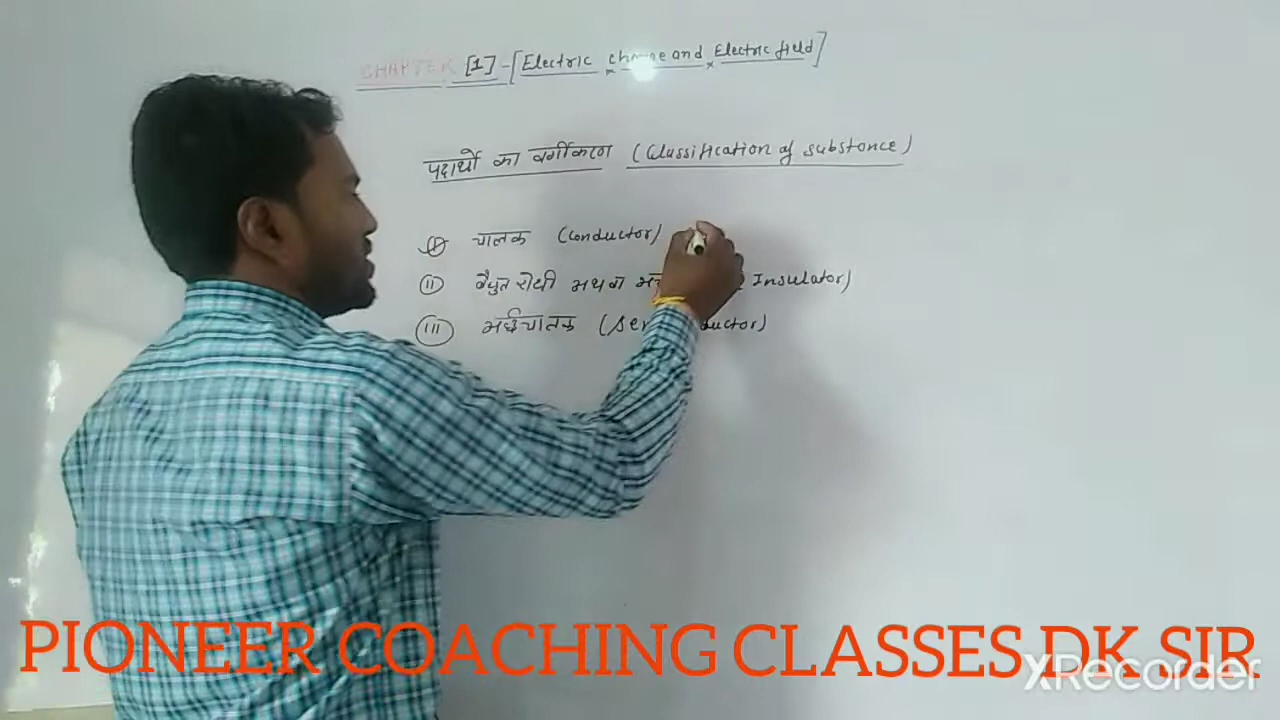 CHAPTER [1] - [Electric charge and Electric field]
पदार्थो का वर्गीकरण (Classification of substance)
(I) चालक (Conductor)
(II) वैधुत रोधी अथवा Insulator)
(III) अर्धचालक (
PIONEER COACHING CLASSES DK SIR
XRecorder